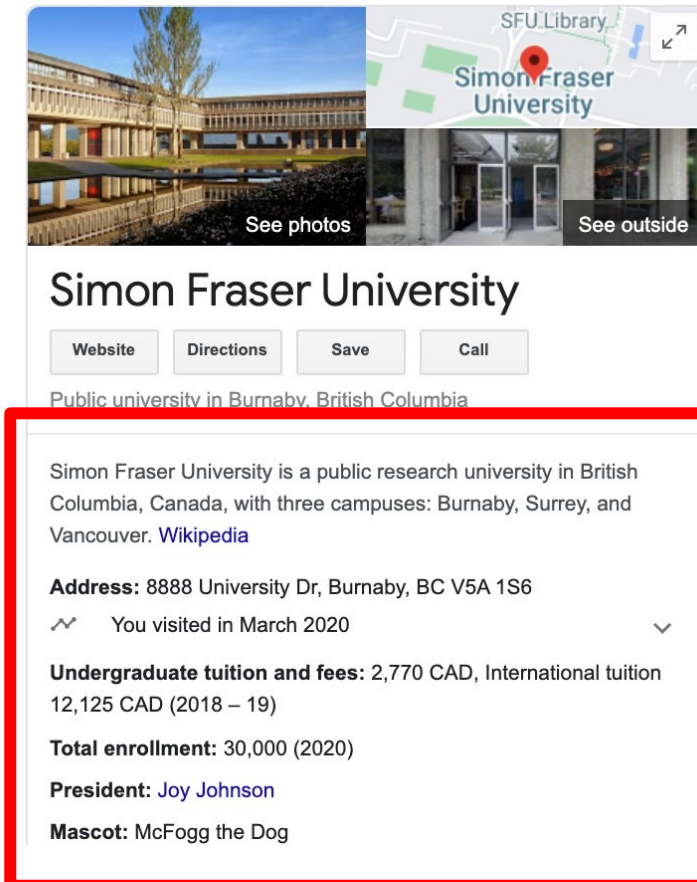 SFU Library
Simon Fraser
University
See photos
See outside
Simon Fraser University
Website Directions Save Call
Public university in Burnaby, British Columbia
Simon Fraser University is a public research university in British
Columbia, Canada, with three campuses: Burnaby, Surrey, and
Vancouver. Wikipedia
Address: 8888 University Dr, Burnaby, BC V5A 1S6
You visited in March 2020
Undergraduate tuition and fees: 2,770 CAD, International tuition
12,125 CAD (2018 – 19)
Total enrollment: 30,000 (2020)
President: Joy Johnson
Mascot: McFogg the Dog